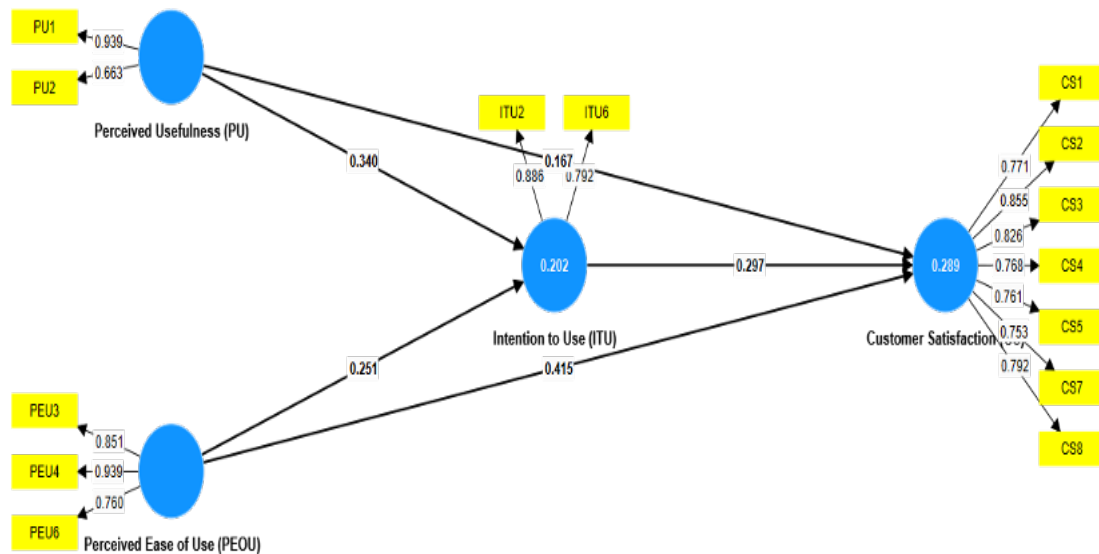 PU1
0.939
0.663
PU2
Perceived Usefulness (PU)
ITU2
ITU6
CS1
CS2
CS3
CS4
CS5
CS7
CS8
0.340
0.167
0.886
0.792
0.771
0.855
0.826
0.768
0.761
0.753
0.792
0.202
0.297
0.289
Intention to Use (ITU)
Customer Satisfaction
0.251
0.415
PEU3
0.851
PEU4
0.939
0.760
PEU6
Perceived Ease of Use (PEOU)